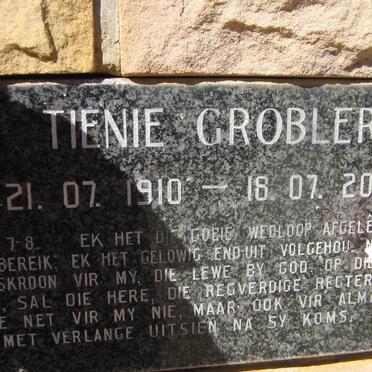 TIENIE GROBLER
21. 07. 1910 — 16. 07. 20
7-8. EK HET DIE GOEIE WEDLOOP AFGELE
BEREIK; EK HET GELOWIG ENDUIT VOLGEHOU. N
SKROON VIR MY, DIE LEWE BY GOD, OP DI
, SAL DIE HERE, DIE REGVERDIGE REGTER
E NET VIR MY NIE, MAAR OOK VIR ALMA
MET VERLANGE UITSIEN NA SY KOMS.